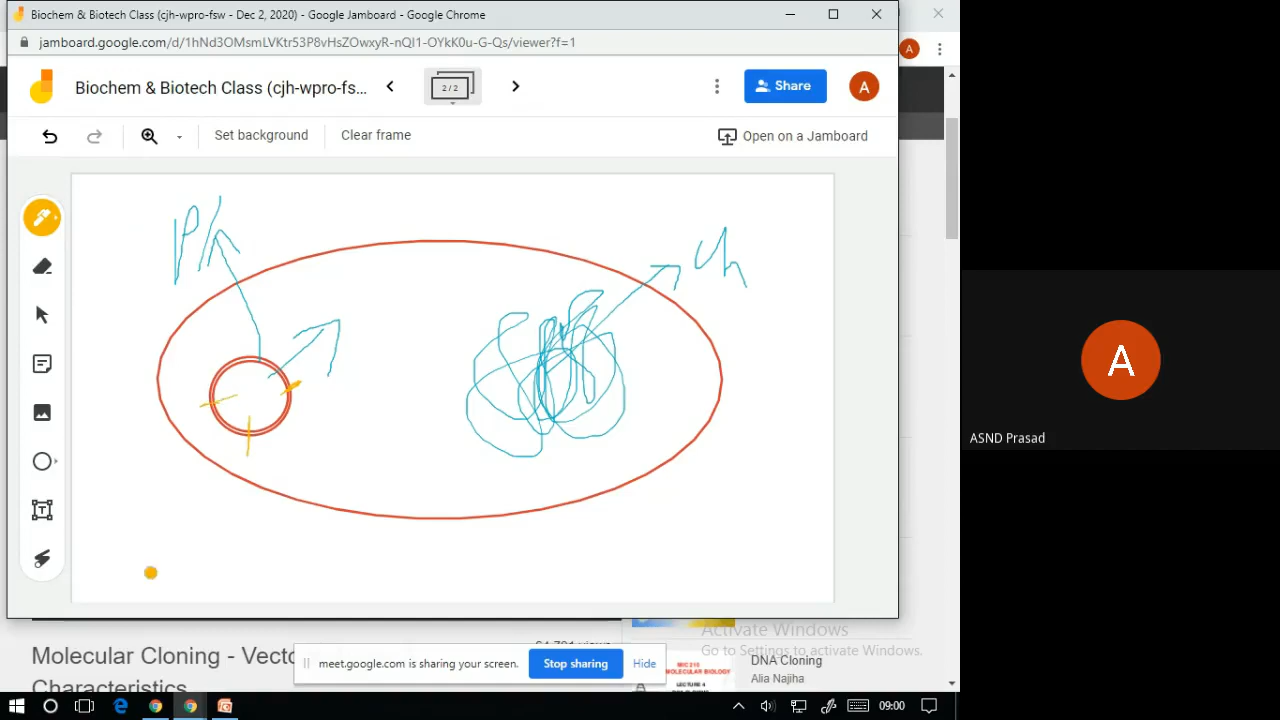 Biochem & Biotech Class (cjh-wpro-fsw - Dec 2, 2020) - Google Jamboard - Google Chrome
jamboard.google.com/d/1hNd3OMsmLVKtr53P8vHsZOwxyR-nQI1-OYkK0u-G-Qs/viewer?f=1
A
Biochem & Biotech Class (cjh-wpro-fs...
2 / 2
Share
A
Set background
Clear frame
Open on a Jamboard
Ch
A
ASND Prasad
Activate Windows
Go to Settings to activate Windows.
Molecular Cloning - Vect
Characteristics
meet.google.com is sharing your screen.
Stop sharing
Hide
LECTURE 4
DNA Cloning
Alia Najiha
09:00